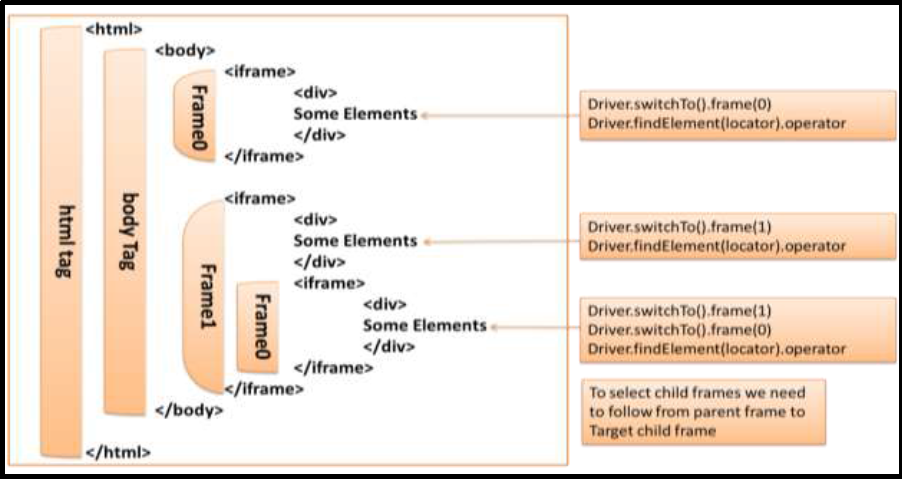 <html>
<body>
<iframe>
<div>
Some Elements
</div>
</iframe>
Frame0
Driver.switchTo().frame(0)
Driver.findElement(locator).operator
<iframe>
<div>
Some Elements
</div>
Driver.switchTo().frame(1)
Driver.findElement(locator).operator
<iframe>
<div>
Some Elements
</div>
</iframe>
Frame0
Driver.switchTo().frame(1)
Driver.switchTo().frame(0)
Driver.findElement(locator).operator
</iframe>
Frame1
</body>
body Tag
</html>
html tag
To select child frames we need
to follow from parent frame to
Target child frame